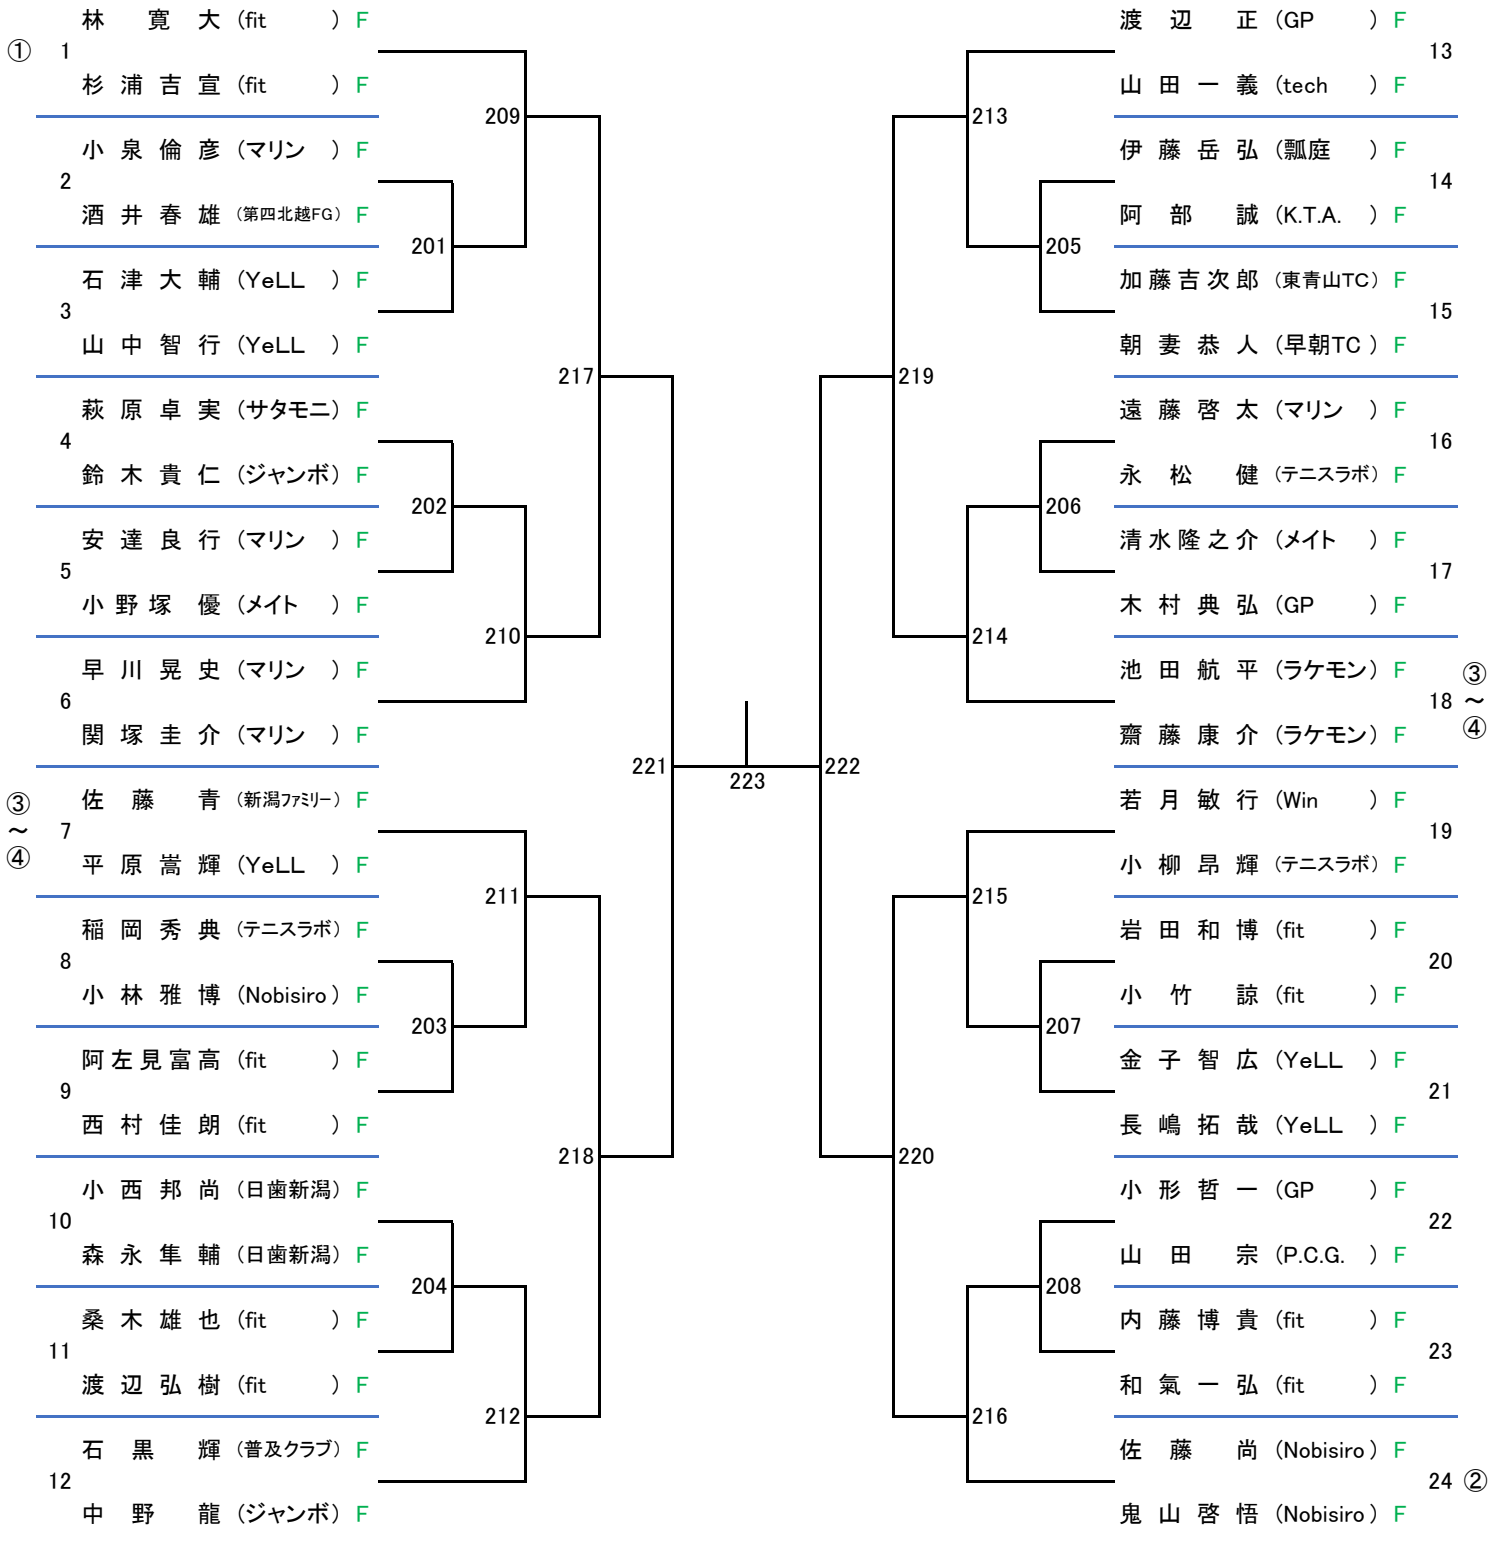 林寛大 (fit) F
① 1
杉浦吉宣 (fit) F
209
小泉倫彦 (マリン) F
2
酒井春雄 (第四北越FG) F
201
石津大輔 (YeLL) F
3
山中智行 (YeLL) F
217
萩原卓実 (サタモニ) F
4
鈴木貴仁 (ジャンボ) F
202
安達良行 (マリン) F
5
小野塚優 (メイト) F
210
早川晃史 (マリン) F
6
関塚圭介 (マリン) F
221
佐藤青 (新潟ファミリー) F
③～④ 7
平原嵩輝 (YeLL) F
211
稲岡秀典 (テニスラボ) F
8
小林雅博 (Nobisiro) F
203
阿左見富高 (fit) F
9
西村佳朗 (fit) F
218
小西邦尚 (日歯新潟) F
10
森永隼輔 (日歯新潟) F
204
桑木雄也 (fit) F
11
渡辺弘樹 (fit) F
212
石黒輝 (普及クラブ) F
12
中野龍 (ジャンボ) F
223
渡辺正 (GP) F
13
山田一義 (tech) F
213
伊藤岳弘 (瓢庭) F
14
阿部誠 (K.T.A.) F
205
加藤吉次郎 (東青山TC) F
15
朝妻恭人 (早朝TC) F
219
遠藤啓太 (マリン) F
16
永松健 (テニスラボ) F
206
清水隆之介 (メイト) F
17
木村典弘 (GP) F
214
池田航平 (ラケモン) F
18 ③～④
齋藤康介 (ラケモン) F
222
若月敏行 (Win) F
19
小柳昂輝 (テニスラボ) F
215
岩田和博 (fit) F
20
小竹諒 (fit) F
207
金子智広 (YeLL) F
21
長嶋拓哉 (YeLL) F
220
小形哲一 (GP) F
22
山田宗 (P.C.G.) F
208
内藤博貴 (fit) F
23
和氣一弘 (fit) F
216
佐藤尚 (Nobisiro) F
24 ②
鬼山啓悟 (Nobisiro) F